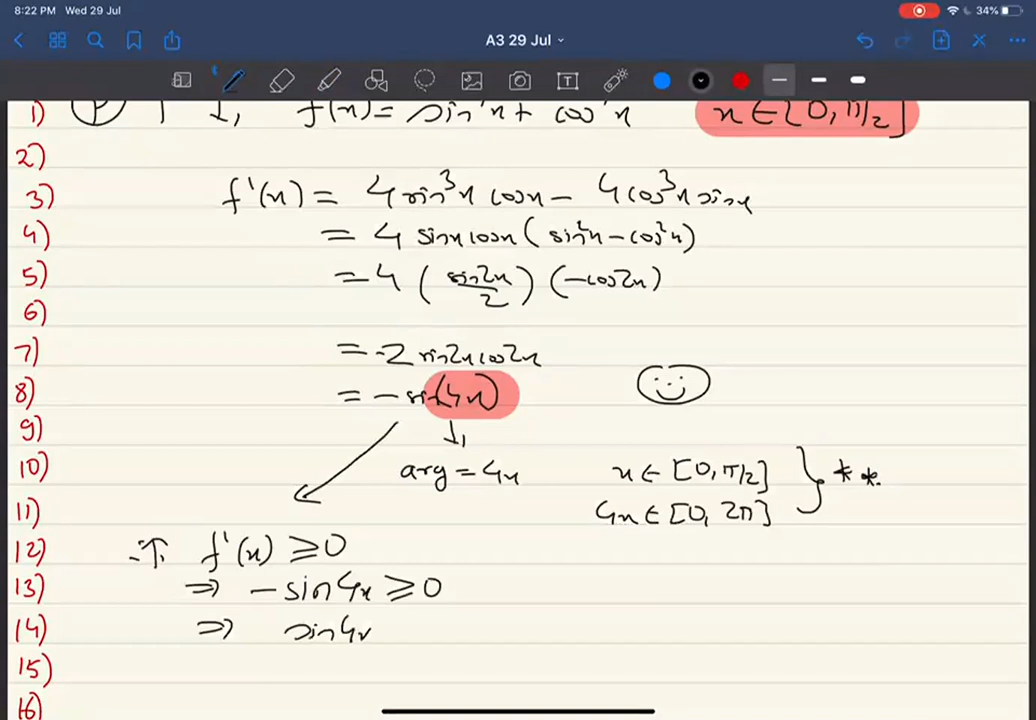 8:22 PM Wed 29 Jul
34%
A3 29 Jul
T
1) P ↑ ↓, f(x) = sin⁴x + cos⁴x x ∈ [0, π/2]
2)
3) f'(x) = 4 sin³x cosx − 4cos³x sinx
4) = 4 sinx cosx (sin²x − cos²x)
5) = 4 (sin2x/2) (−cos2x)
6)
7) = -2 sin2x cos2x
8) = − sin(4x)
9)
10) arg = 4x x ∈ [0, π/2] } **
11) 4x ∈ [0, 2π]
12) ↑ f'(x) ≥ 0
13) ⇒ − sin4x ≥ 0
14) ⇒ sin4x
15)
16)